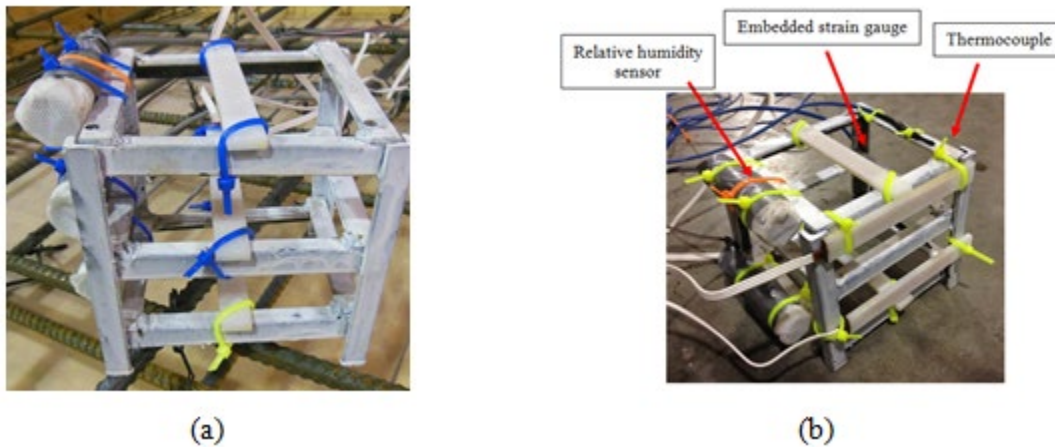 Embedded strain gauge
Thermocouple
Relative humidity
sensor
(a)
(b)